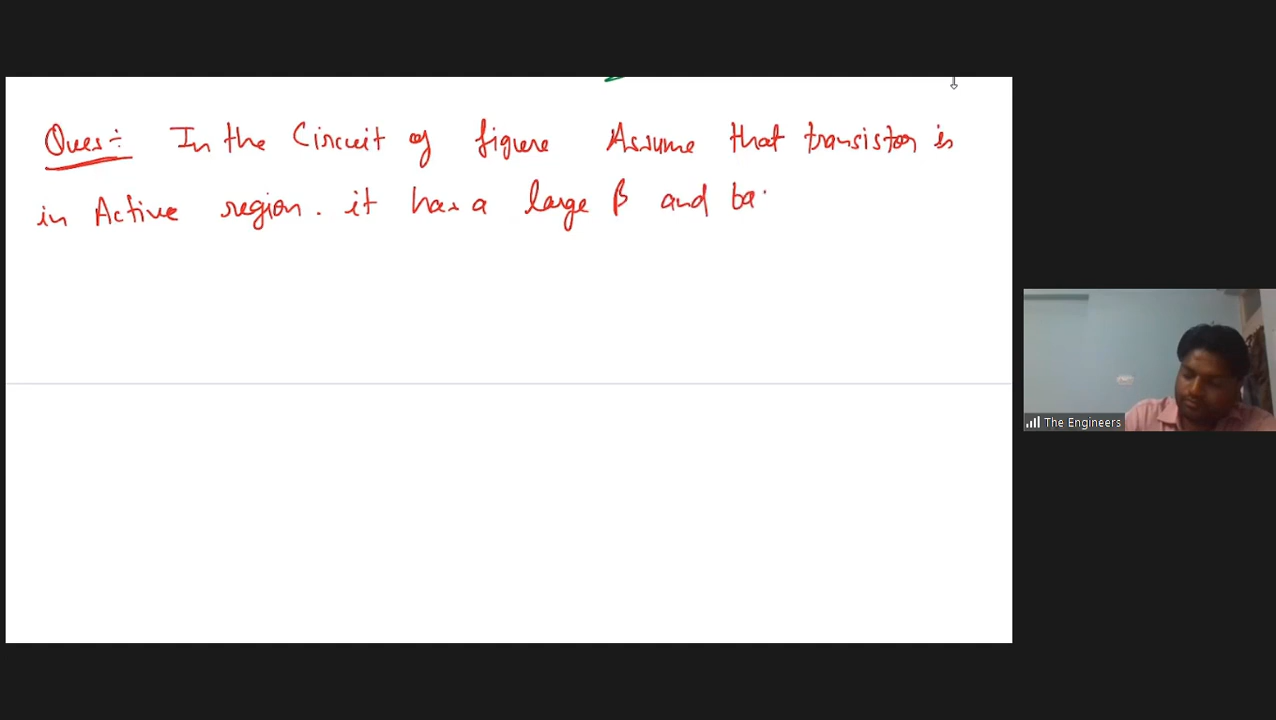 Ques÷ In the Circuit of figure Assume that transistor is
in Active region. it has a large β and ba
The Engineers